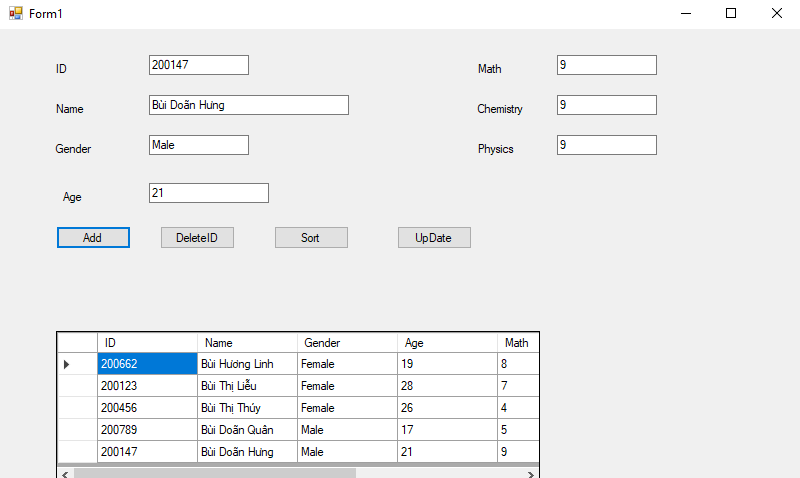 Form1
ID 200147 Math 9
Name Bùi Doãn Hưng Chemistry 9
Gender Male Physics 9
Age 21
Add DeleteID Sort UpDate
ID Name Gender Age Math
200662 Bùi Hương Linh Female 19 8
200123 Bùi Thị Liễu Female 28 7
200456 Bùi Thị Thúy Female 26 4
200789 Bùi Doãn Quân Male 17 5
200147 Bùi Doãn Hưng Male 21 9